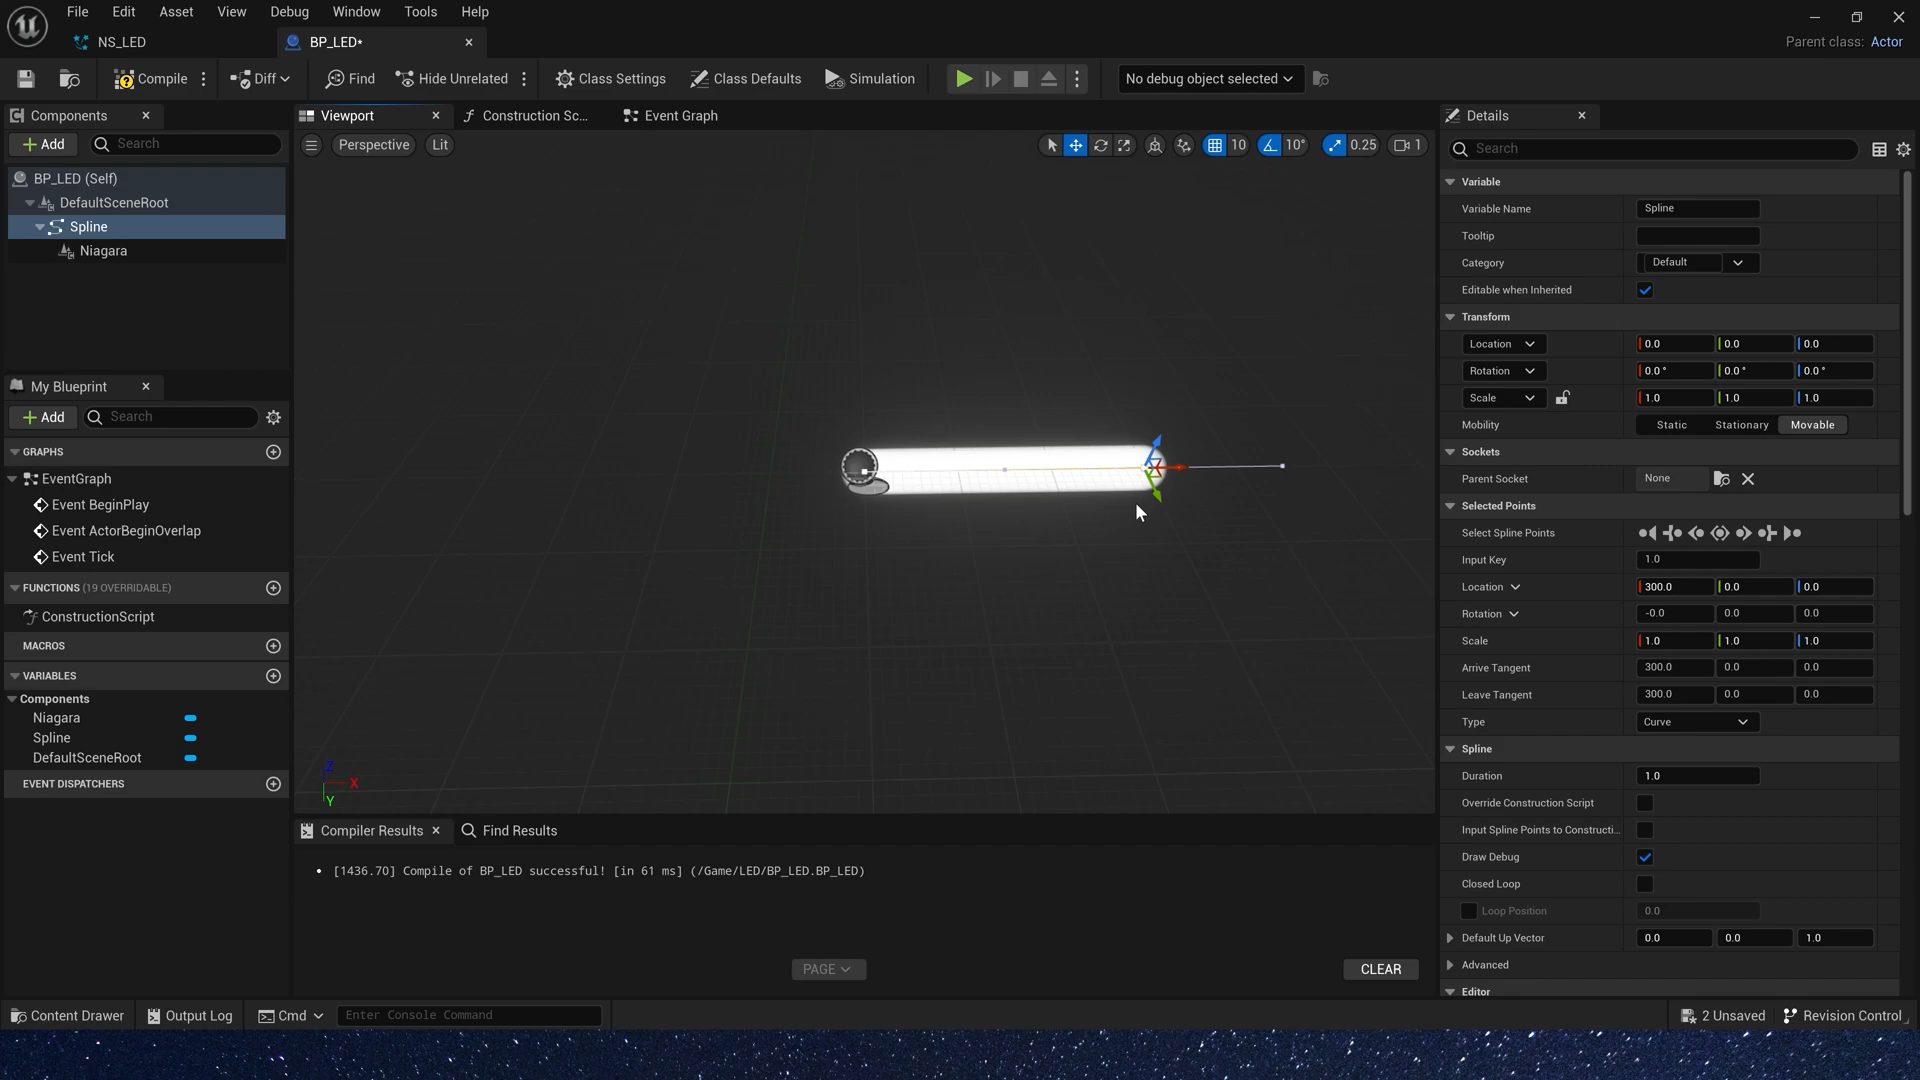 File Edit Asset View Debug Window Tools Help
NS_LED
BP_LED*
Parent class: Actor
Compile
Diff
Find
Hide Unrelated
Class Settings
Class Defaults
Simulation
No debug object selected
Components
Add
Search
BP_LED (Self)
DefaultSceneRoot
Spline
Niagara
My Blueprint
Add
Search
GRAPHS
EventGraph
Event BeginPlay
Event ActorBeginOverlap
Event Tick
FUNCTIONS (19 OVERRIDABLE)
ConstructionScript
MACROS
VARIABLES
Components
Niagara
Spline
DefaultSceneRoot
EVENT DISPATCHERS
Viewport
Construction Sc...
Event Graph
Perspective
Lit
10
10°
0.25
1
Z
X
Y
Compiler Results
Find Results
• [1436.70] Compile of BP_LED successful! [in 61 ms] (/Game/LED/BP_LED.BP_LED)
PAGE
CLEAR
Details
Search
Variable
Variable Name Spline
Tooltip
Category Default
Editable when Inherited
Transform
Location 0.0 0.0 0.0
Rotation 0.0 ° 0.0 ° 0.0 °
Scale 1.0 1.0 1.0
Mobility Static Stationary Movable
Sockets
Parent Socket None
Selected Points
Select Spline Points
Input Key 1.0
Location 300.0 0.0 0.0
Rotation -0.0 0.0 0.0
Scale 1.0 1.0 1.0
Arrive Tangent 300.0 0.0 0.0
Leave Tangent 300.0 0.0 0.0
Type Curve
Spline
Duration 1.0
Override Construction Script
Input Spline Points to Constructi...
Draw Debug
Closed Loop
Loop Position 0.0
Default Up Vector 0.0 0.0 1.0
Advanced
Editor
Content Drawer
Output Log
Cmd
Enter Console Command
2 Unsaved
Revision Control